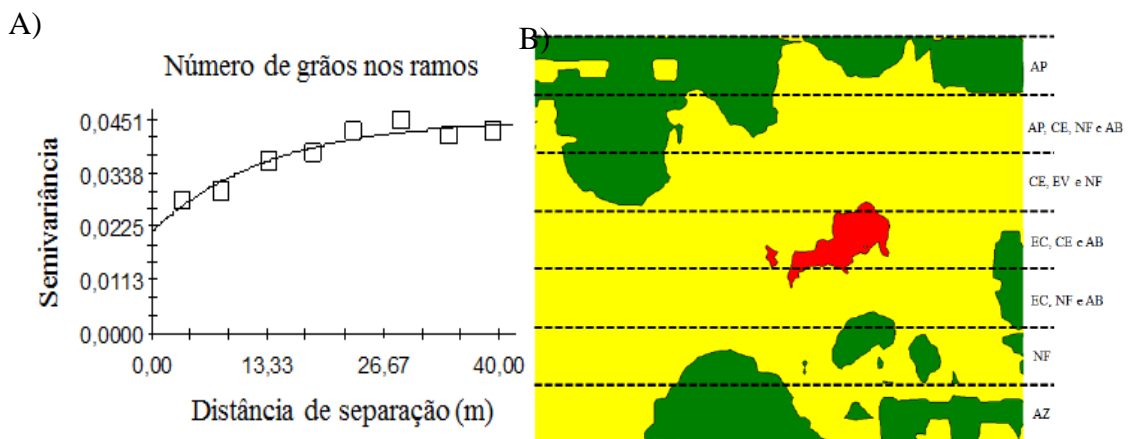 A)
Número de grãos nos ramos
0,0451
0,0338
0,0225
0,0113
0,0000
Semivariância
0,00 13,33 26,67 40,00
Distância de separação (m)
B)
AP
AP, CE, NF e AB
CE, EV e NF
EC, CE e AB
EC, NF e AB
NF
AZ